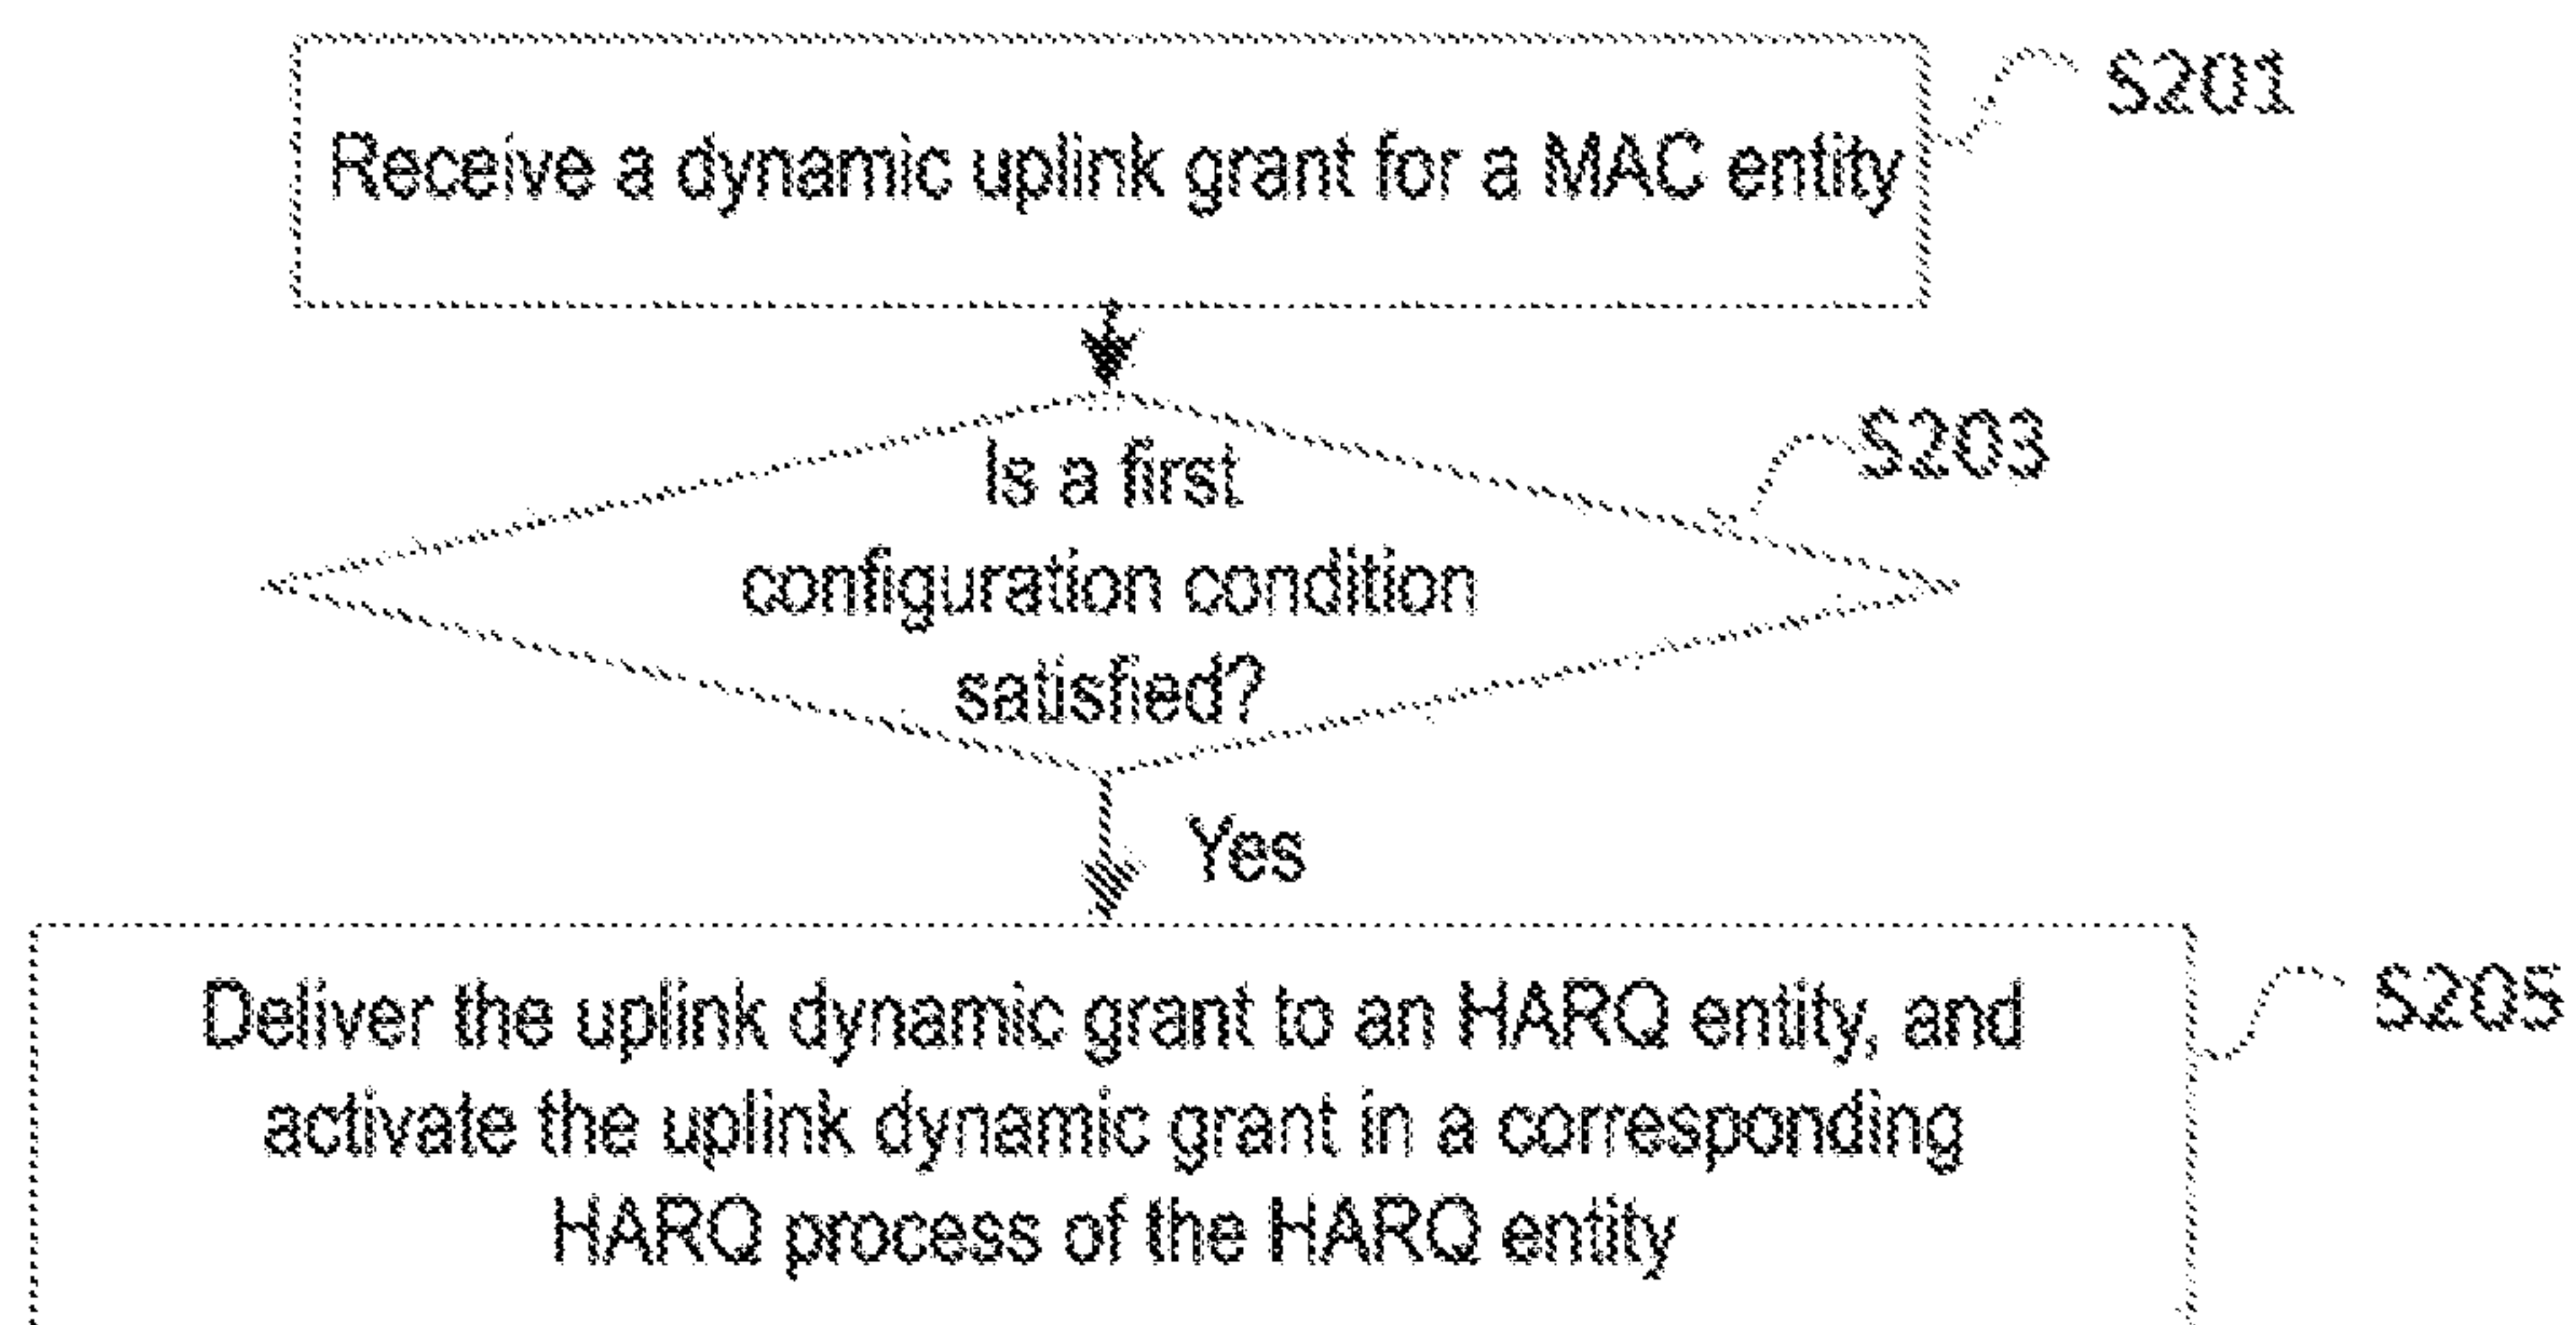 Receive a dynamic uplink grant for a MAC entity
S201
Is a first
S203
configuration condition
satisfied?
Yes
Deliver the uplink dynamic grant to an HARQ entity, and
S205
activate the uplink dynamic grant in a corresponding
HARQ process of the HARQ entity